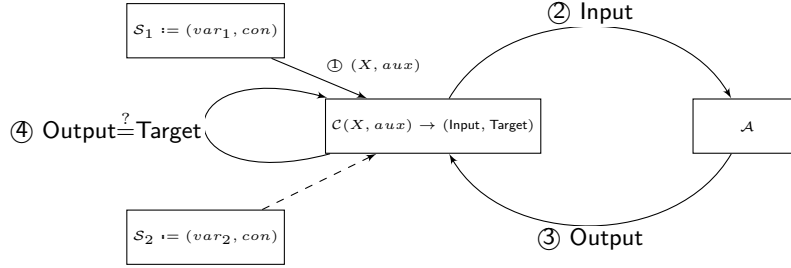 𝒮₁ := (var₁, con)
② Input
① (X, aux)
④ Output ≟ Target
𝒞(X, aux) → (Input, Target)
𝒜
𝒮₂ := (var₂, con)
③ Output